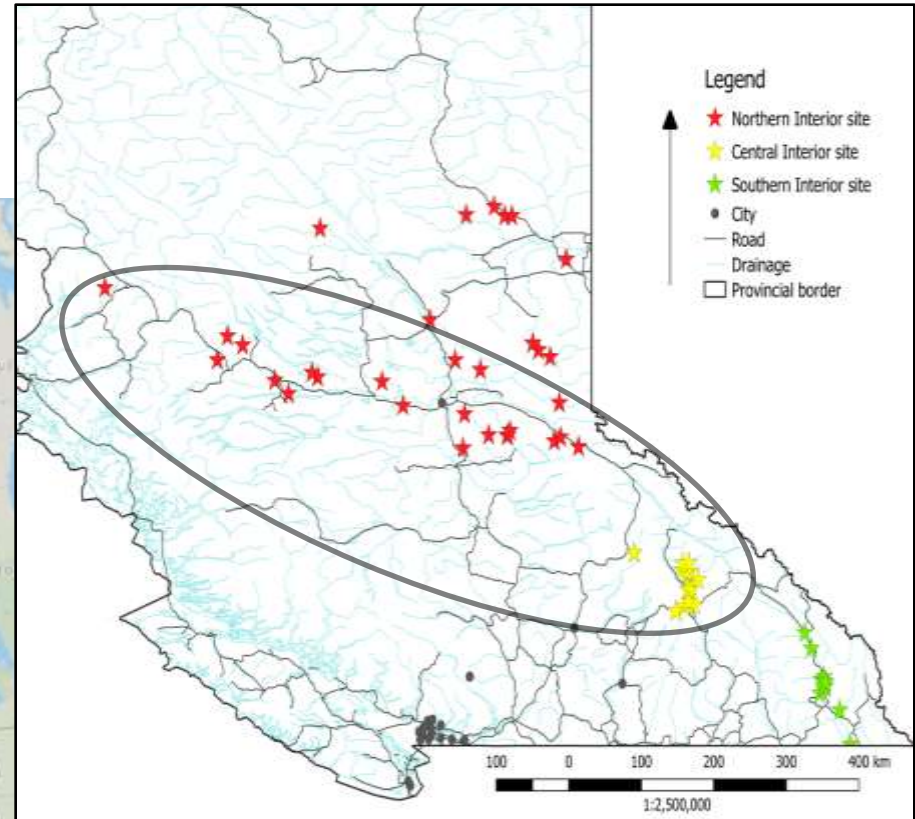 Legend
Northern Interior site
Central Interior site
Southern Interior site
City
Road
Drainage
Provincial border
100 0 100 200 300 400 km
1:2,500,000